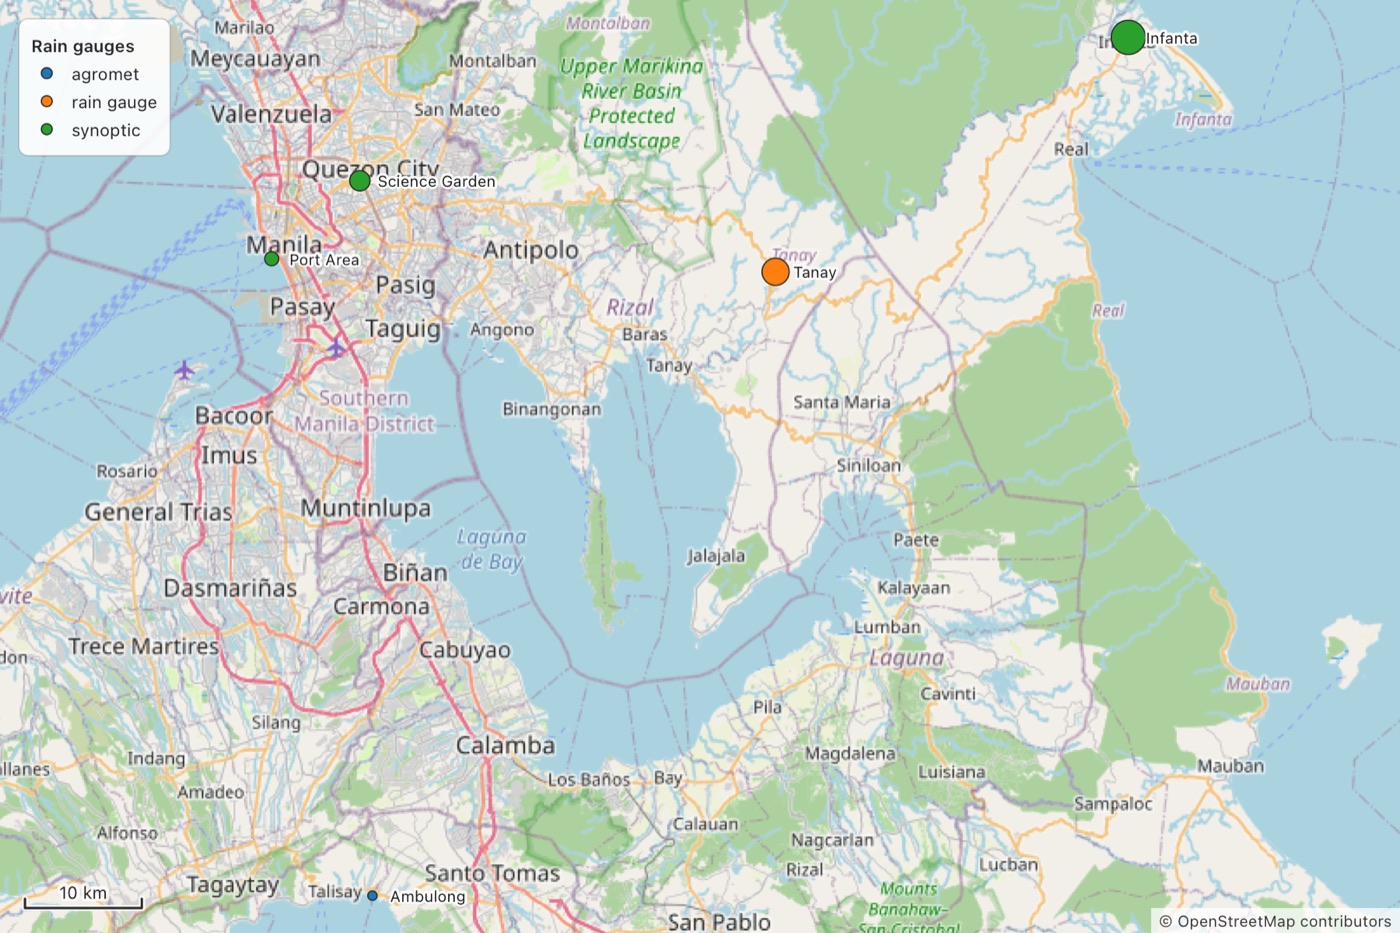 Rain gauges
agromet
rain gauge
synoptic
Marilao
Meycauayan
Montalban
Montalban
Upper Marikina
River Basin
Protected
Landscape
Infanta
Infanta
Valenzuela
San Mateo
Real
Quezon City
Science Garden
Manila
Port Area
Antipolo
Tanay
Tanay
Pasig
Pasay
Rizal
Real
Taguig
Angono
Baras
Tanay
Southern
Manila District
Binangonan
Santa Maria
Bacoor
Imus
Rosario
Siniloan
General Trias
Muntinlupa
Laguna
de Bay
Jalajala
Paete
Biñan
Dasmariñas
Carmona
Kalayaan
Lumban
Trece Martires
Cabuyao
Laguna
Mauban
Cavinti
Silang
Pila
Calamba
Magdalena
Indang
Los Baños
Bay
Luisiana
Mauban
Amadeo
Sampaloc
Alfonso
Calauan
Nagcarlan
Rizal
Lucban
Santo Tomas
Tagaytay
Talisay
Ambulong
10 km
Mounts
Banahaw–
San Cristobal
San Pablo
© OpenStreetMap contributors